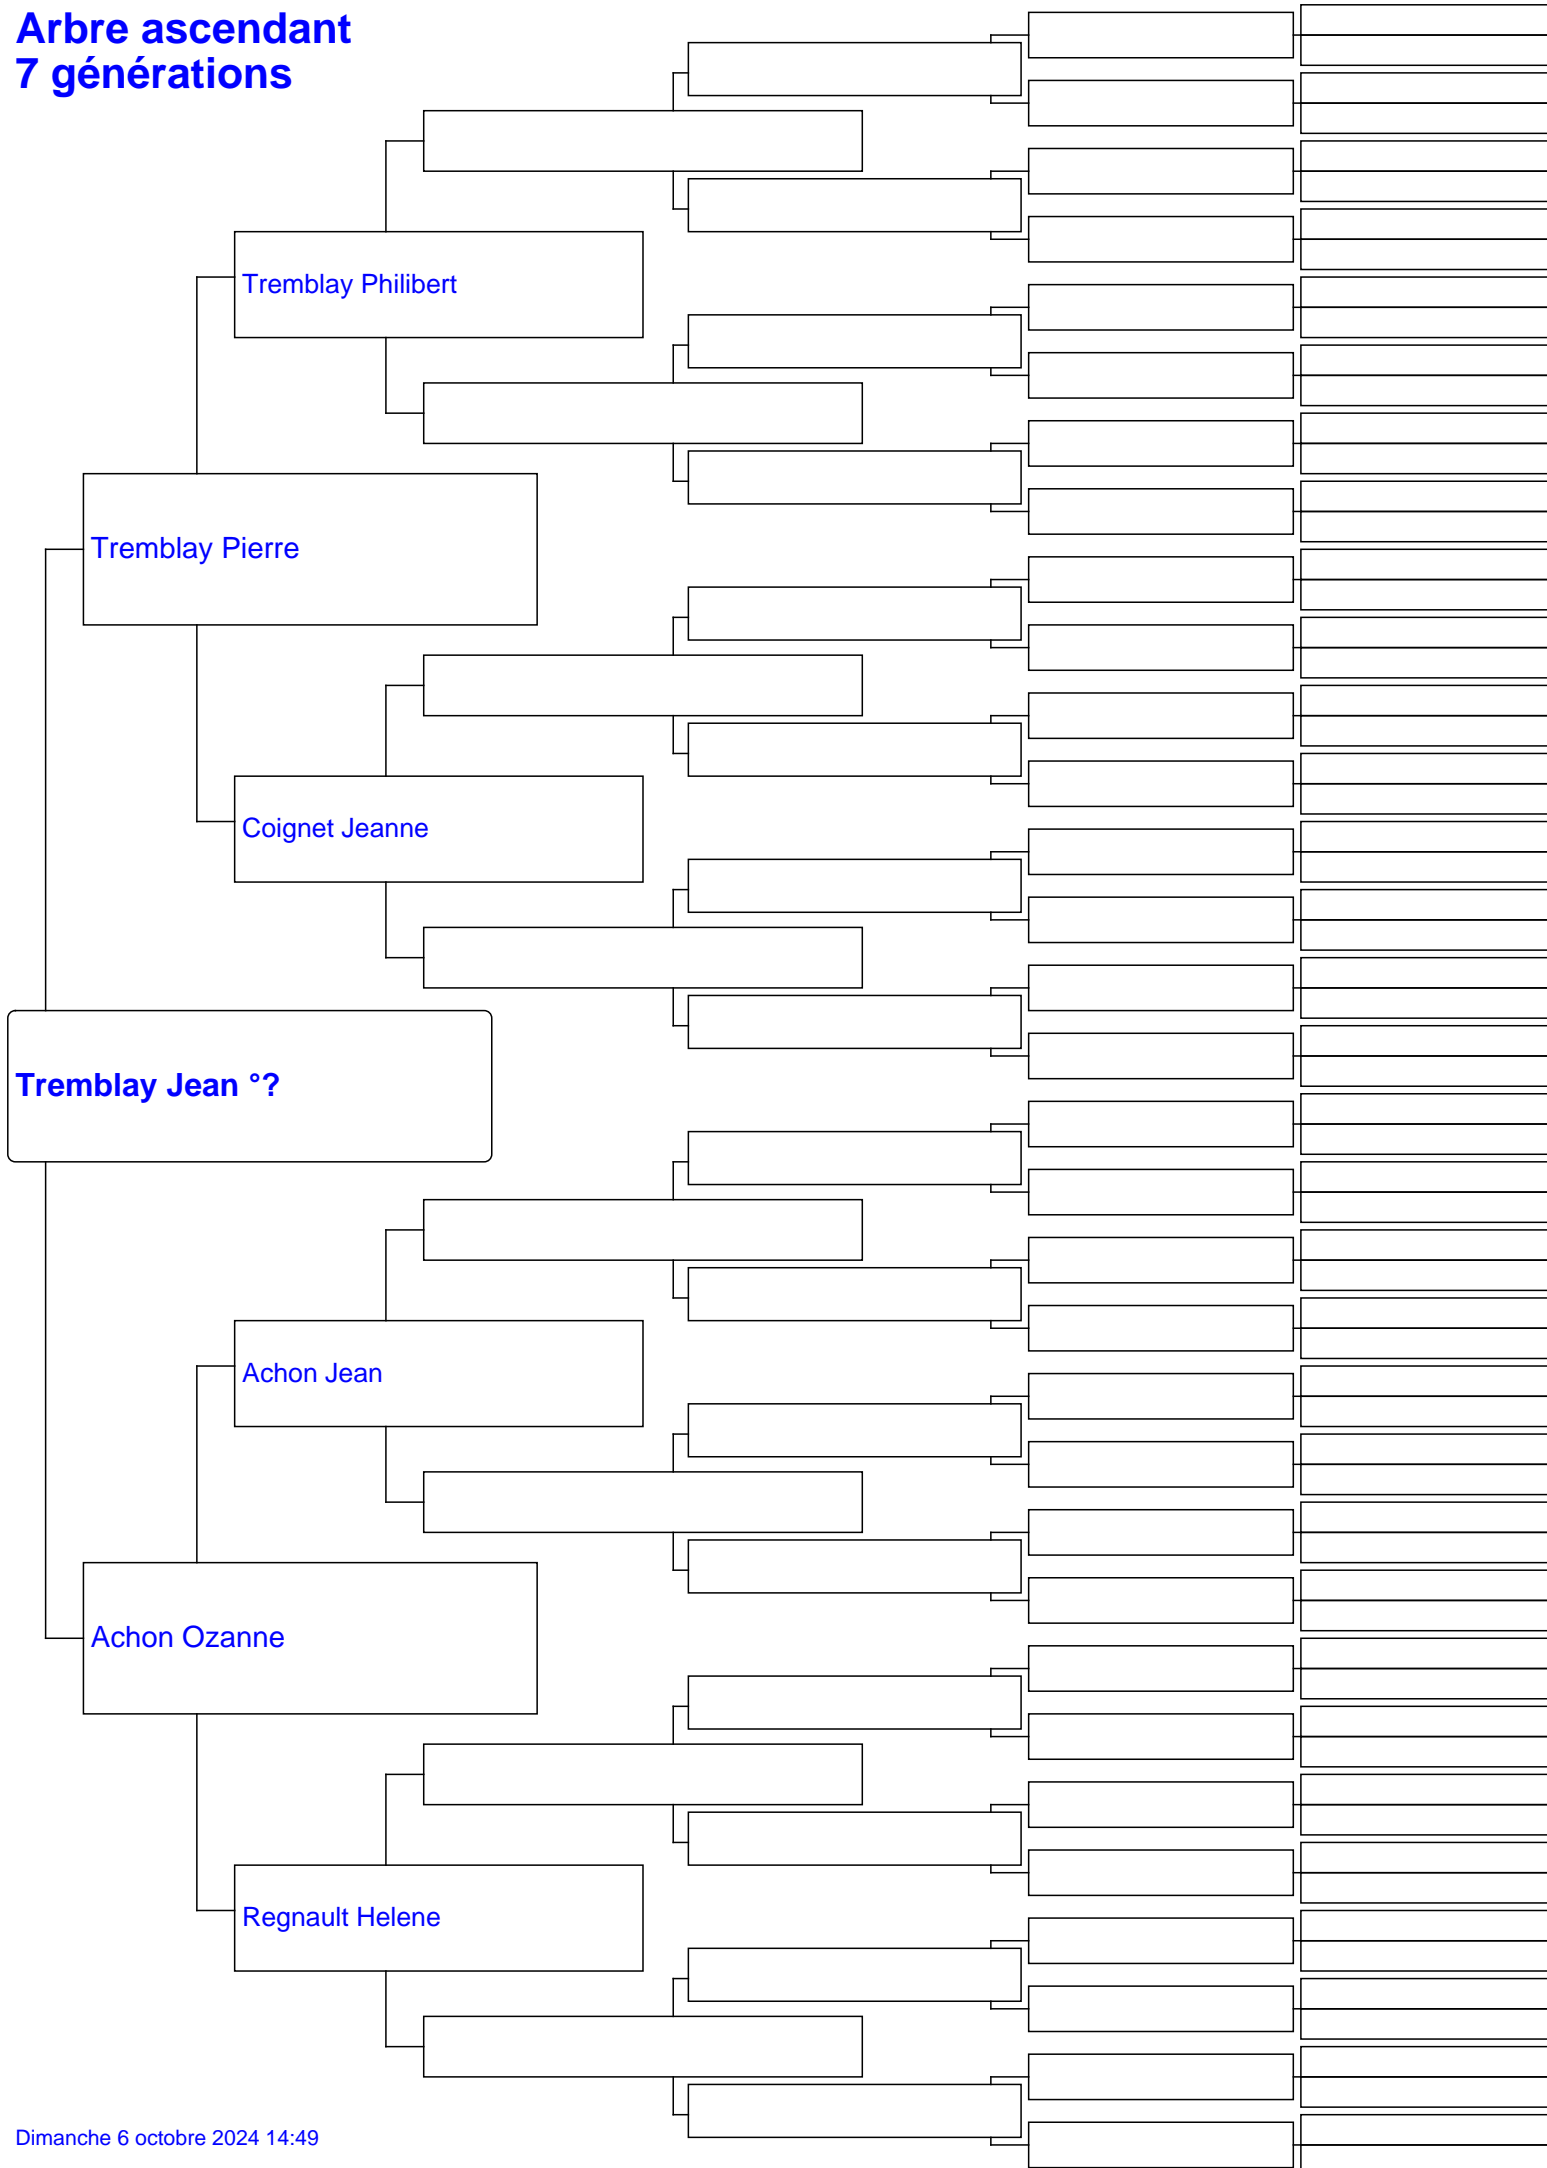 Arbre ascendant
7 générations
Tremblay Philibert
Tremblay Pierre
Coignet Jeanne
Tremblay Jean °?
Achon Jean
Achon Ozanne
Regnault Helene
Dimanche 6 octobre 2024 14:49